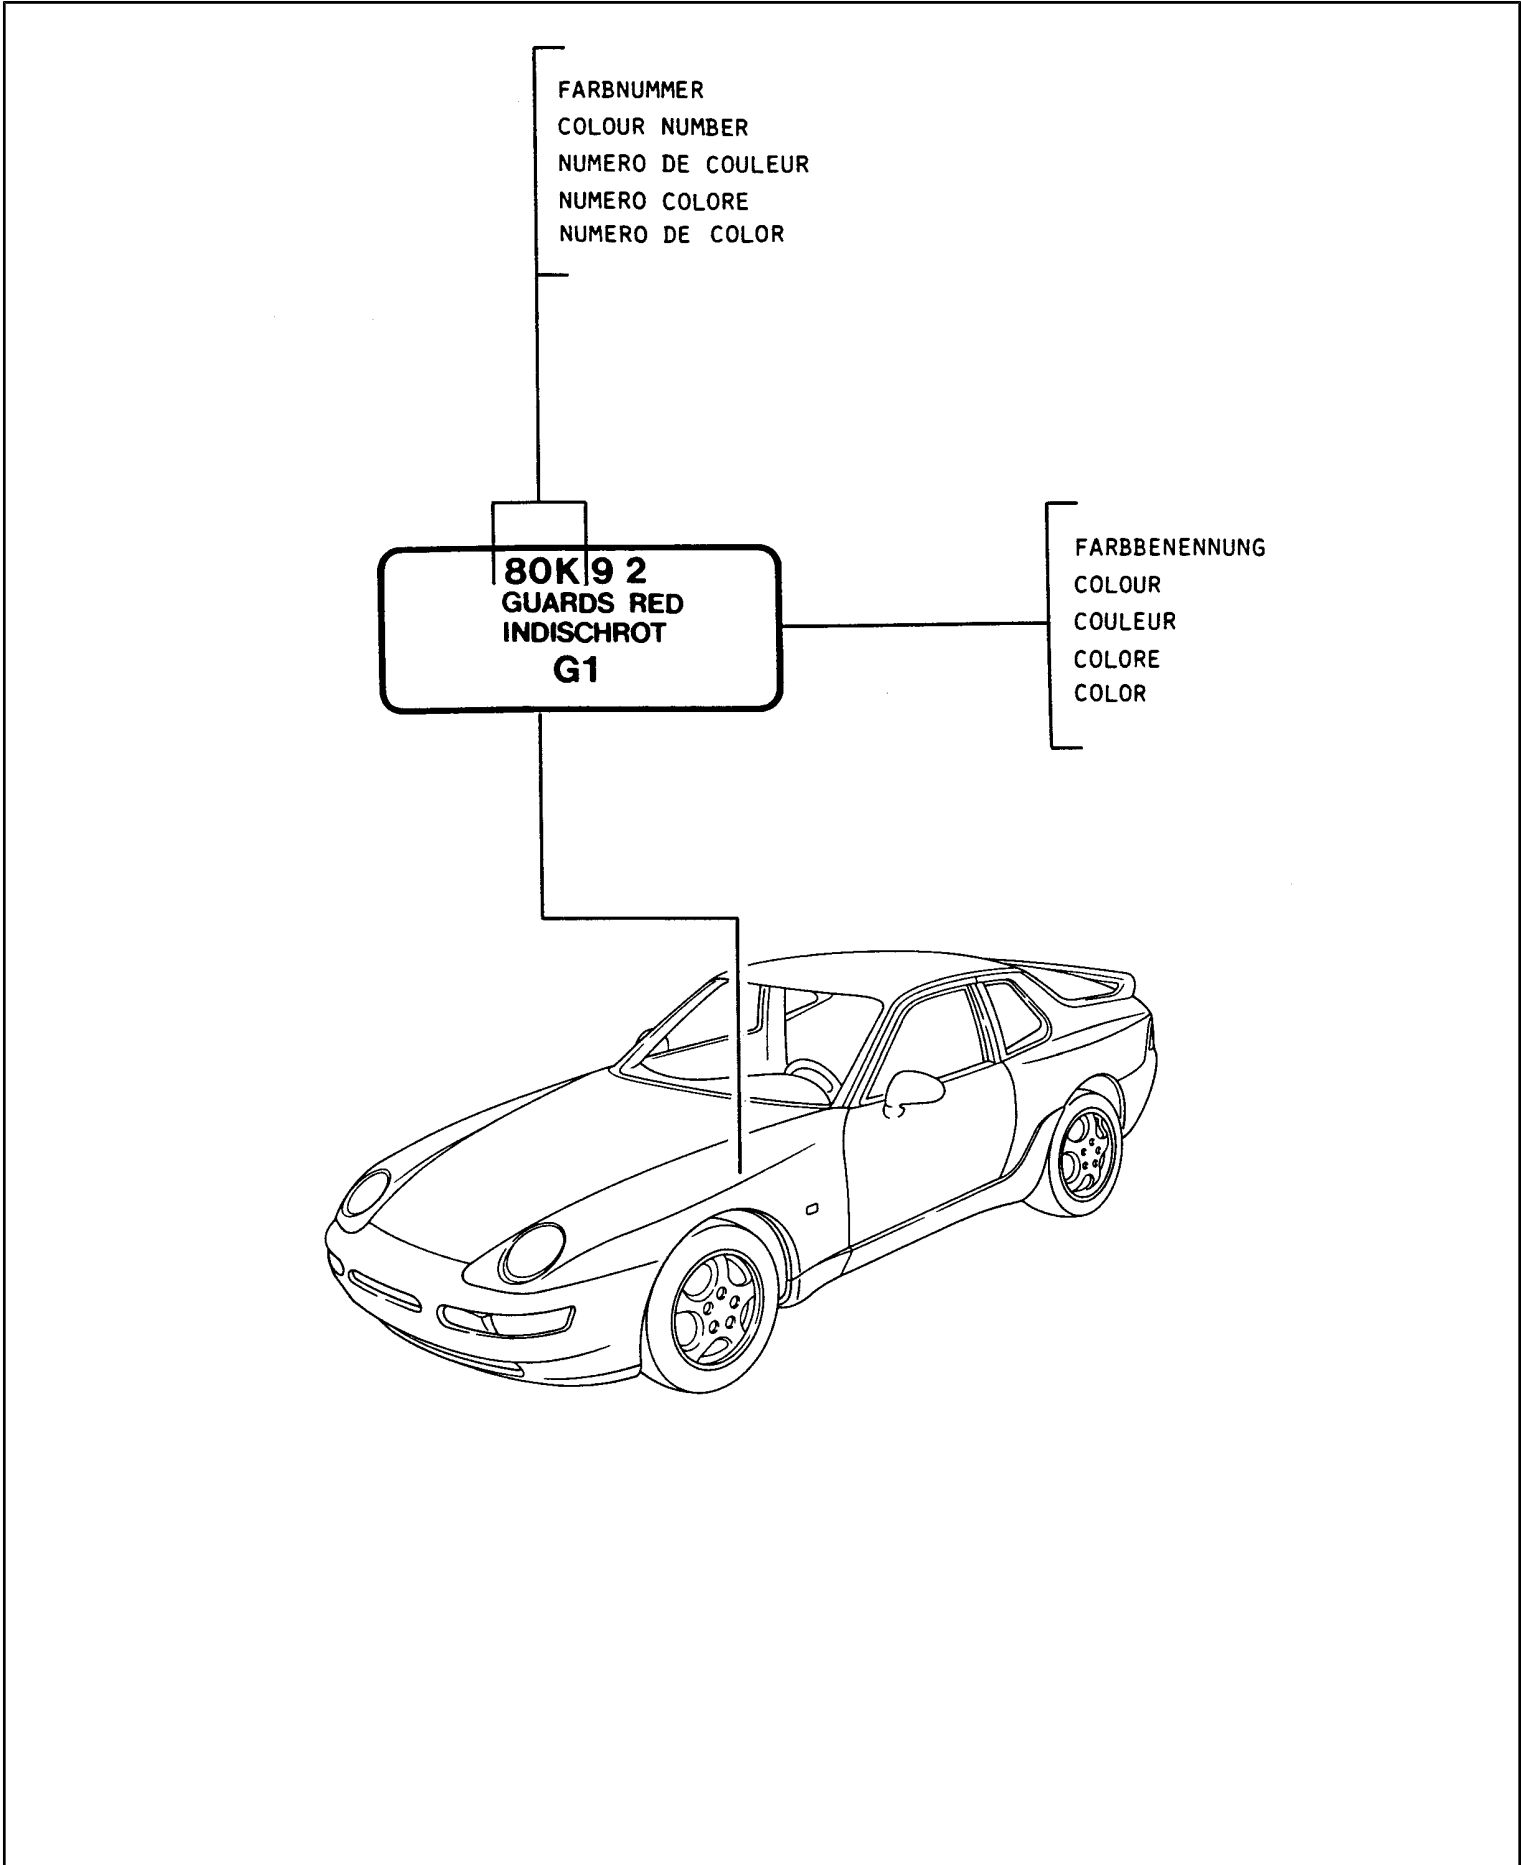 FARBNUMMER
COLOUR NUMBER
NUMERO DE COULEUR
NUMERO COLORE
NUMERO DE COLOR
80K 9 2
GUARDS RED
INDISCHROT
G1
FARBBENENNUNG
COLOUR
COULEUR
COLORE
COLOR